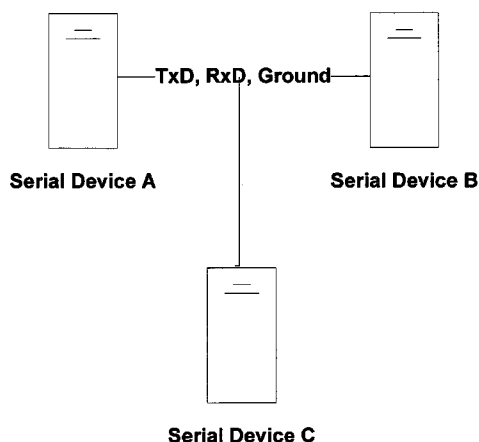 TxD, RxD, Ground
Serial Device A
Serial Device B
Serial Device C